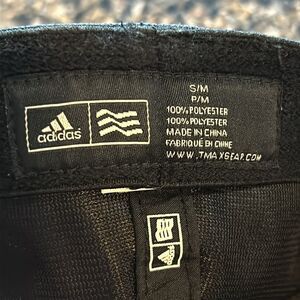 adidas
S/M
P/M
100% POLYESTER
100% POLYESTER
MADE IN CHINA
FABRIQUÉ EN CHINE
WWW.TMAXGEAR.COM